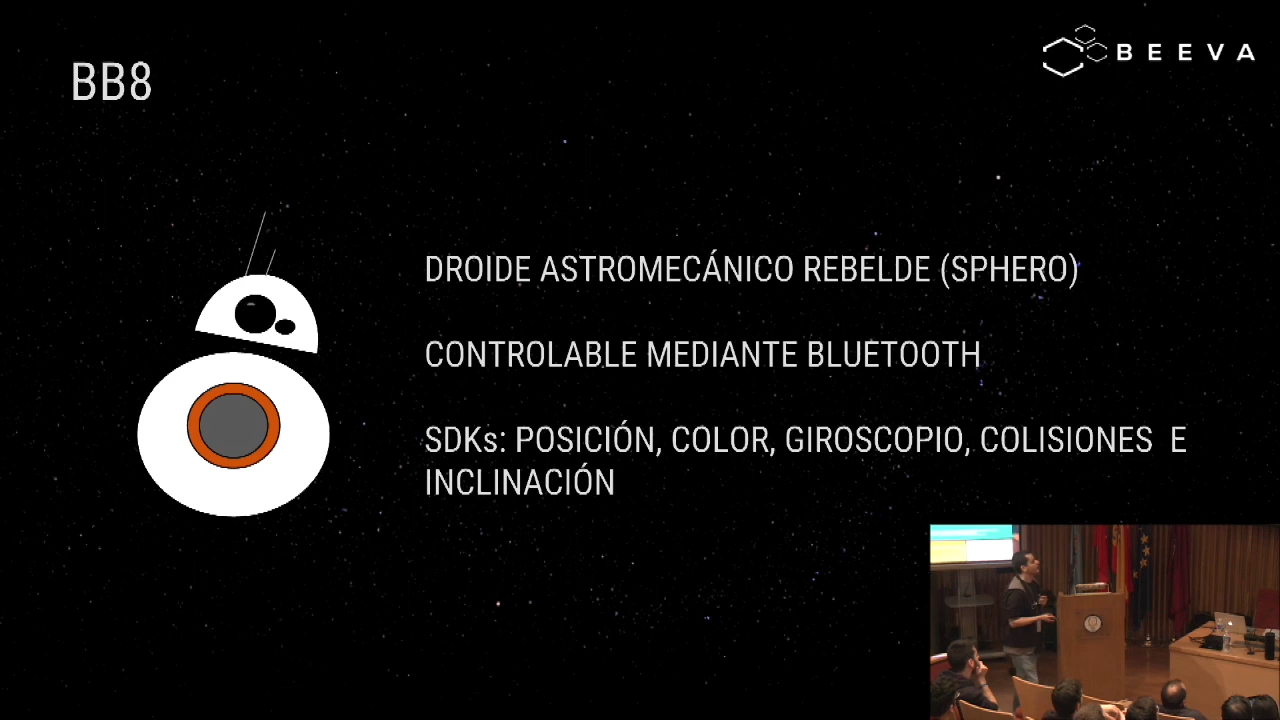 BB8
BEEVA
DROIDE ASTROMECÁNICO REBELDE (SPHERO)
CONTROLABLE MEDIANTE BLUETOOTH
SDKs: POSICIÓN, COLOR, GIROSCOPIO, COLISIONES E
INCLINACIÓN